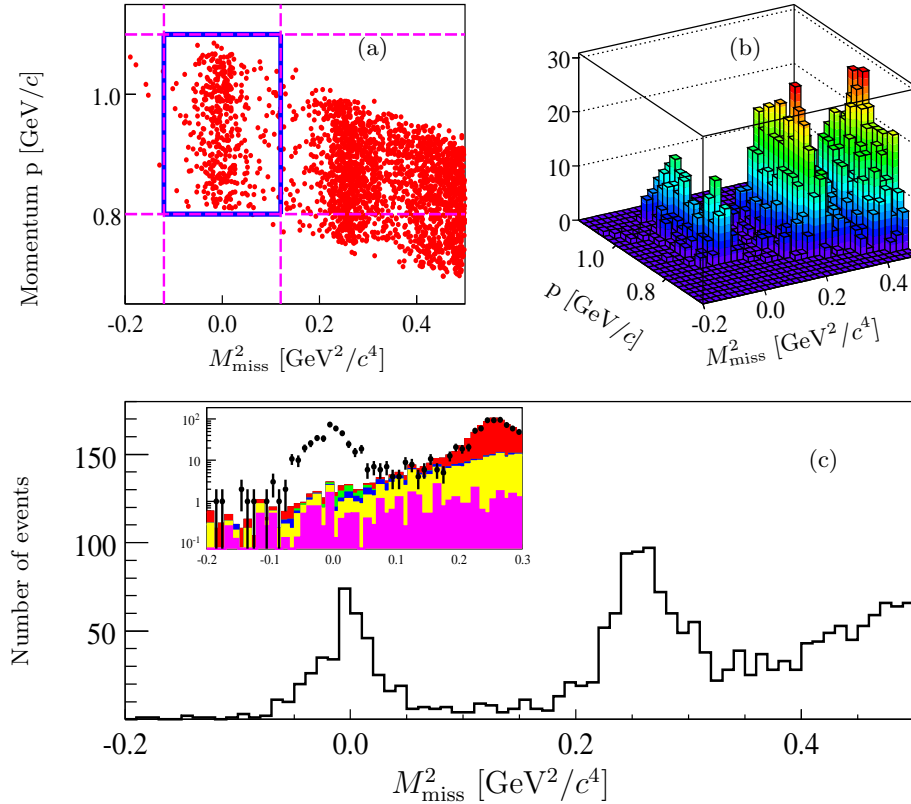 (a)
Momentum p [GeV/c]
1.0
0.8
-0.2 0.0 0.2 0.4
M²miss [GeV²/c⁴]
(b)
30
20
10
0
1.0
0.8
p [GeV/c]
-0.2 0.0 0.2 0.4
M²miss [GeV²/c⁴]
(c)
Number of events
150
100
50
-0.2 0.0 0.2 0.4
M²miss [GeV²/c⁴]
10²
10
1
10⁻¹
-0.2 -0.1 0.0 0.1 0.2 0.3